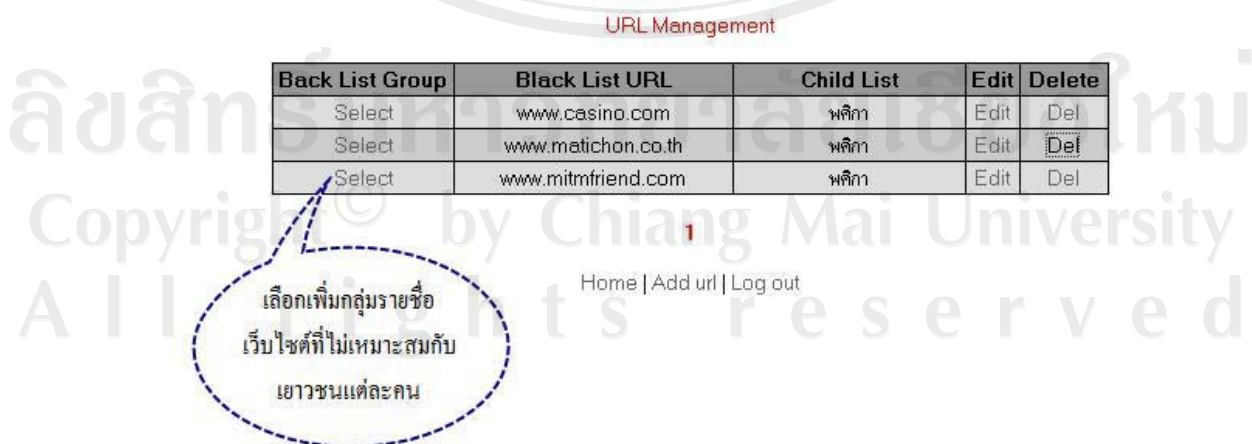 URL Management
Back List Group Black List URL Child List Edit Delete
Select www.casino.com พศิกา Edit Del
Select www.matichon.co.th พศิกา Edit Del
Select www.mitmfriend.com พศิกา Edit Del
ลิขสิทธิ์มหาวิทยาลัยเชียงใหม่
Copyright© by Chiang Mai University
1
Home | Add url | Log out
All rights reserved
เลือกเพิ่มกลุ่มรายชื่อ
เว็บไซต์ที่ไม่เหมาะสมกับ
เยาวชนแต่ละคน